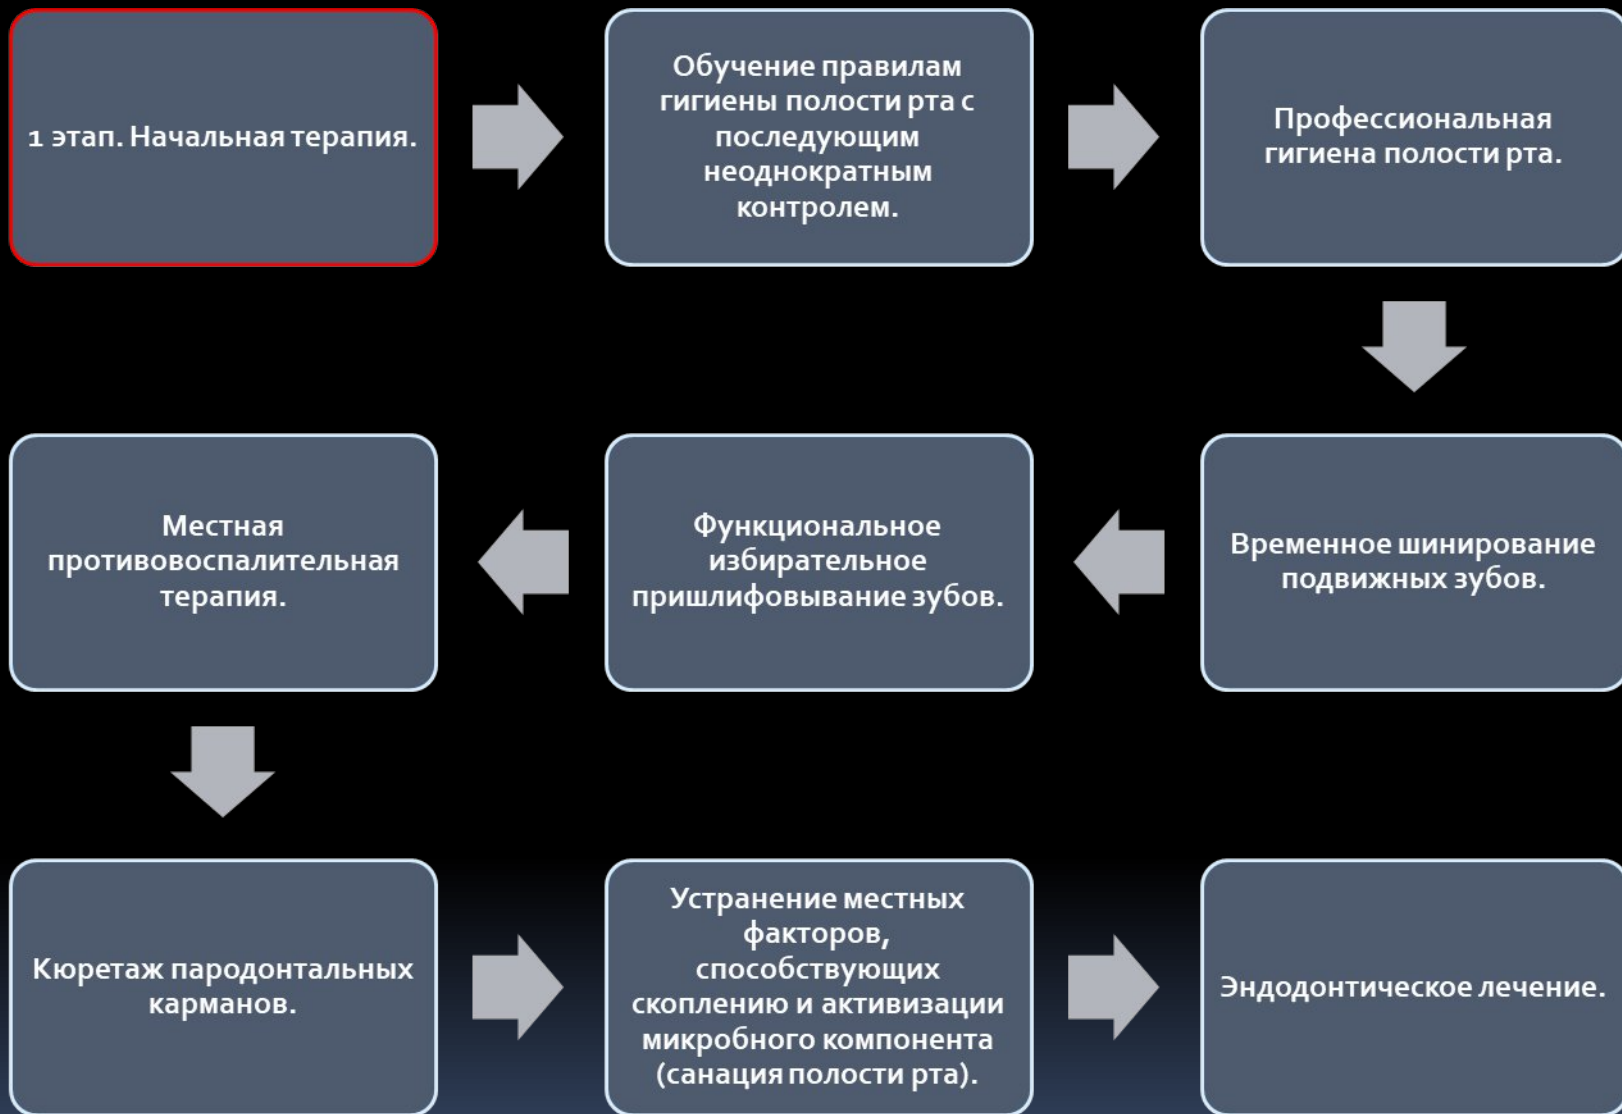 1 этап. Начальная терапия.
Обучение правилам
гигиены полости рта с
последующим
неоднократным
контролем.
Профессиональная
гигиена полости рта.
Временное шинирование
подвижных зубов.
Функциональное
избирательное
пришлифовывание зубов.
Местная
противовоспалительная
терапия.
Кюретаж пародонтальных
карманов.
Устранение местных
факторов,
способствующих
скоплению и активизации
микробного компонента
(санация полости рта).
Эндодонтическое лечение.